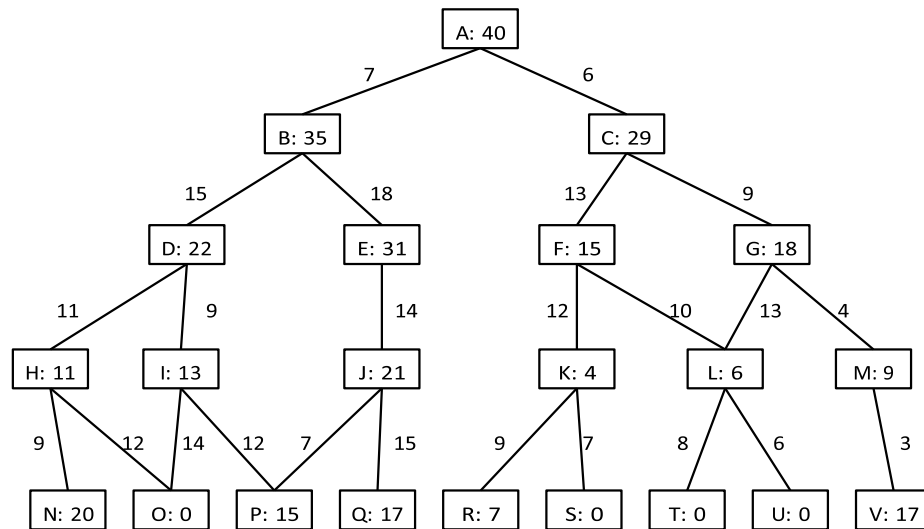 A: 40
7 6
B: 35 C: 29
15 18 13 9
D: 22 E: 31 F: 15 G: 18
11 9 14 12 10 13 4
H: 11 I: 13 J: 21 K: 4 L: 6 M: 9
9 12 14 12 7 15 9 7 8 6 3
N: 20 O: 0 P: 15 Q: 17 R: 7 S: 0 T: 0 U: 0 V: 17